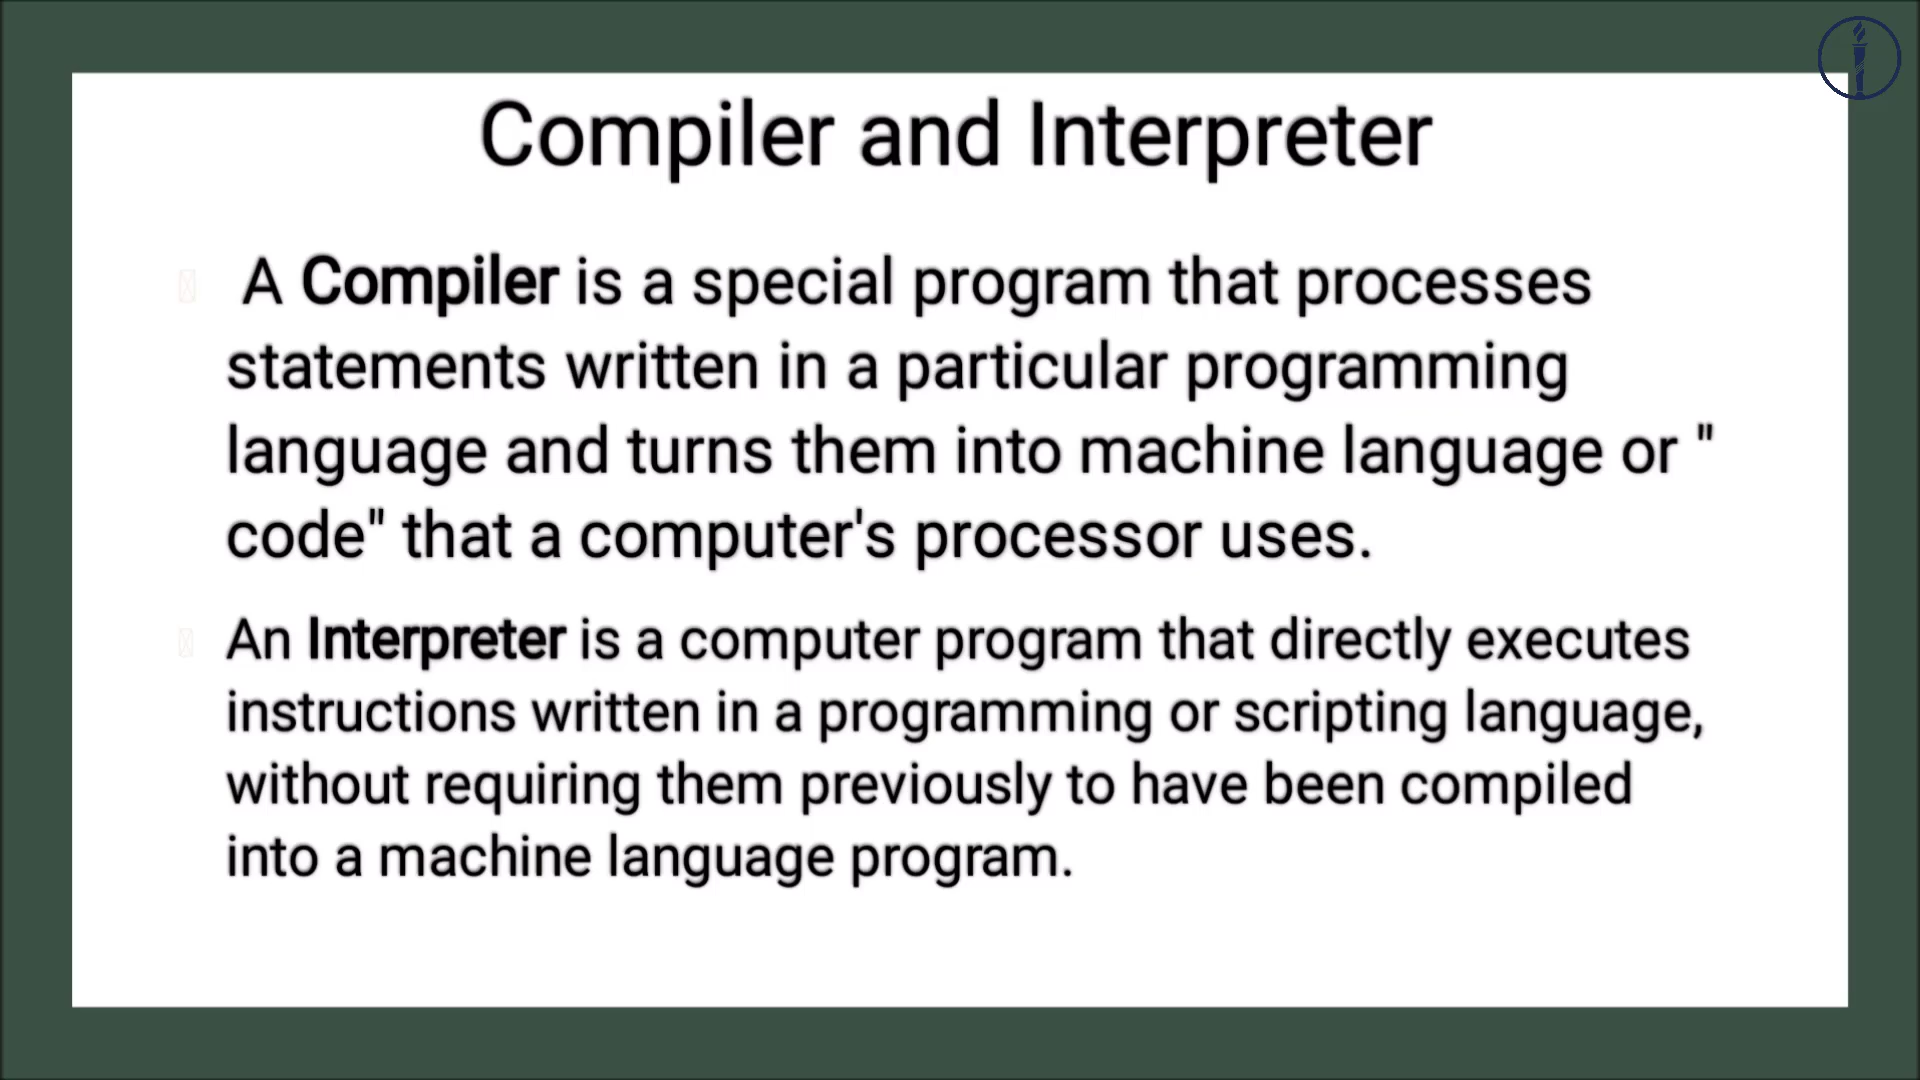 Compiler and Interpreter
A Compiler is a special program that processes
statements written in a particular programming
language and turns them into machine language or "
code" that a computer's processor uses.
An Interpreter is a computer program that directly executes
instructions written in a programming or scripting language,
without requiring them previously to have been compiled
into a machine language program.